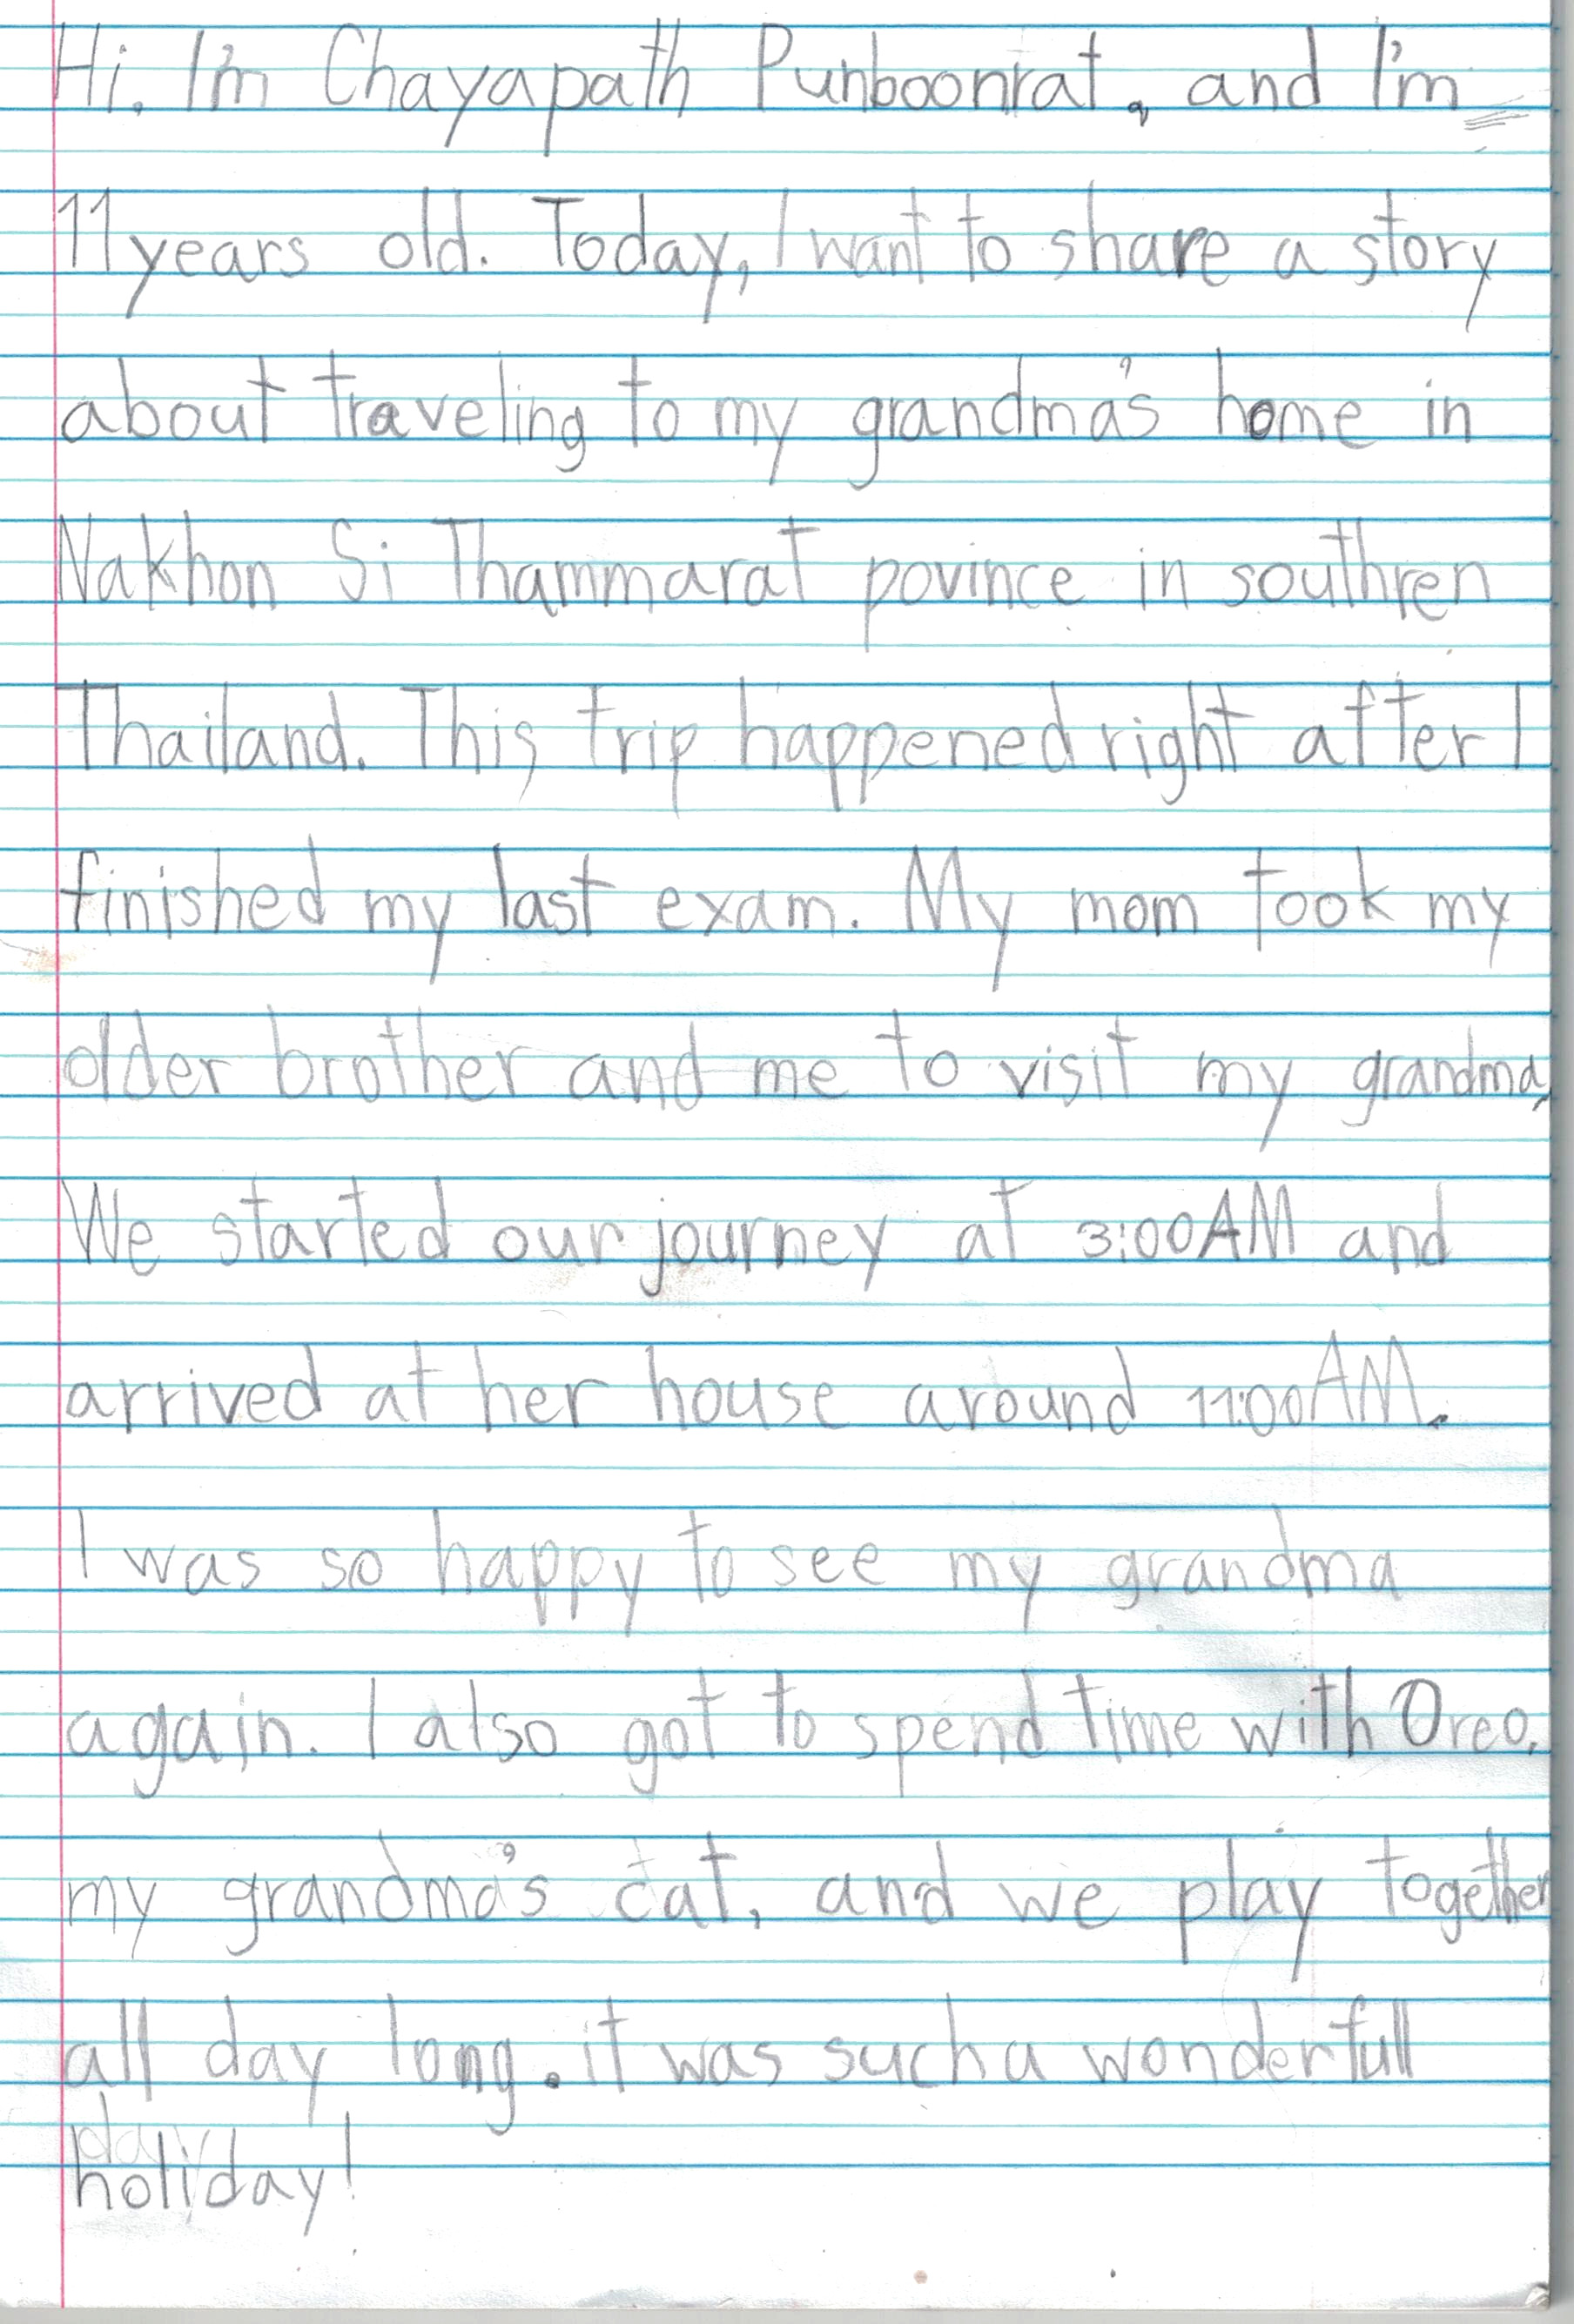 Hi. I'm Chayapath Punboonrat, and I'm
11 years old. Today, I want to share a story
about traveling to my grandma's home in
Nakhon Si Thammarat povince in southren
Thailand. This trip happened right after I
finished my last exam. My mom took my
older brother and me to visit my grandma,
We started our journey at 3:00AM and
arrived at her house around 11:00AM.
I was so happy to see my grandma
again. I also got to spend time with Oreo,
my grandma's cat, and we play together
all day long. it was such a wonderfull
holiday!